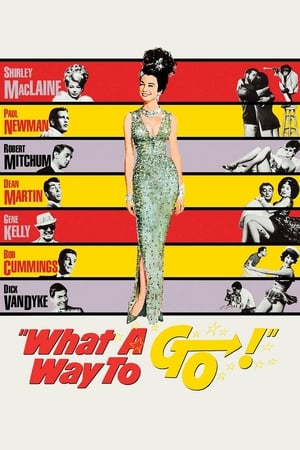 SHIRLEY
MacLAINE
PAUL
NEWMAN
ROBERT
MITCHUM
DEAN
MARTIN
GENE
KELLY
BOB
CUMMINGS
DICK
VAN DYKE
"What A
Way To
GO!"